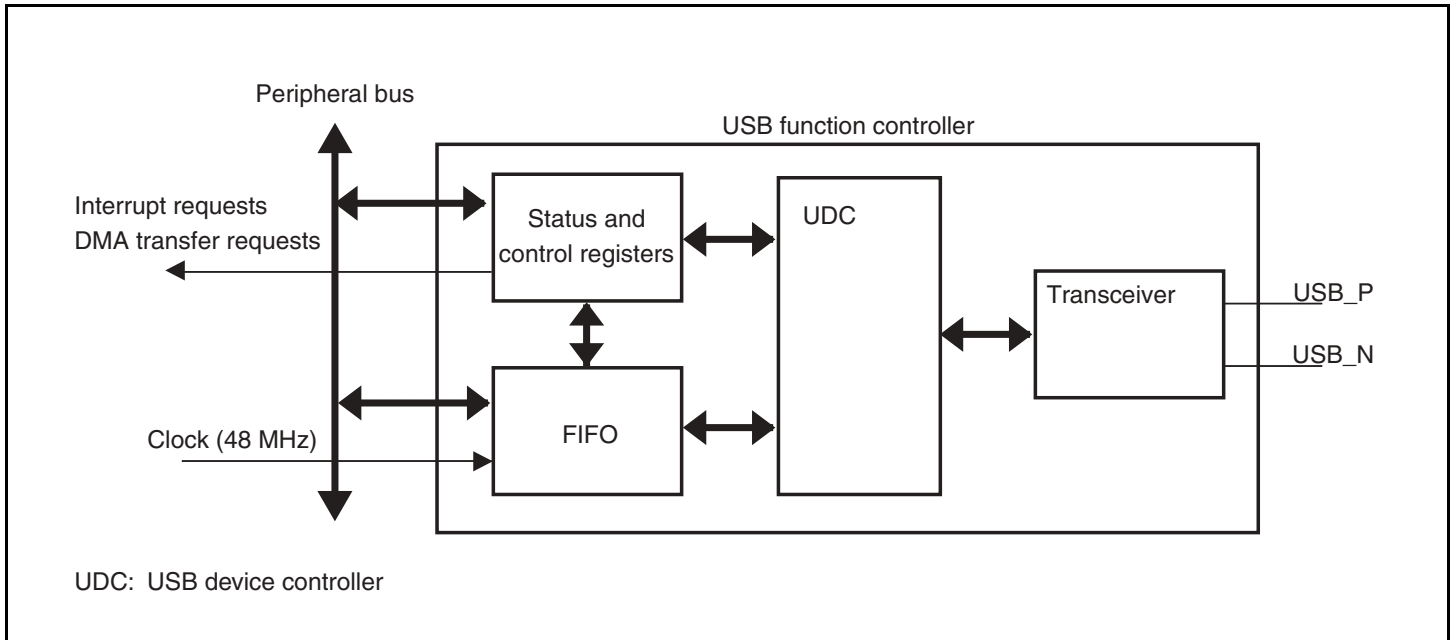 Peripheral bus
USB function controller
Interrupt requests
DMA transfer requests
Status and
control registers
UDC
Transceiver
USB_P
USB_N
Clock (48 MHz)
FIFO
UDC: USB device controller